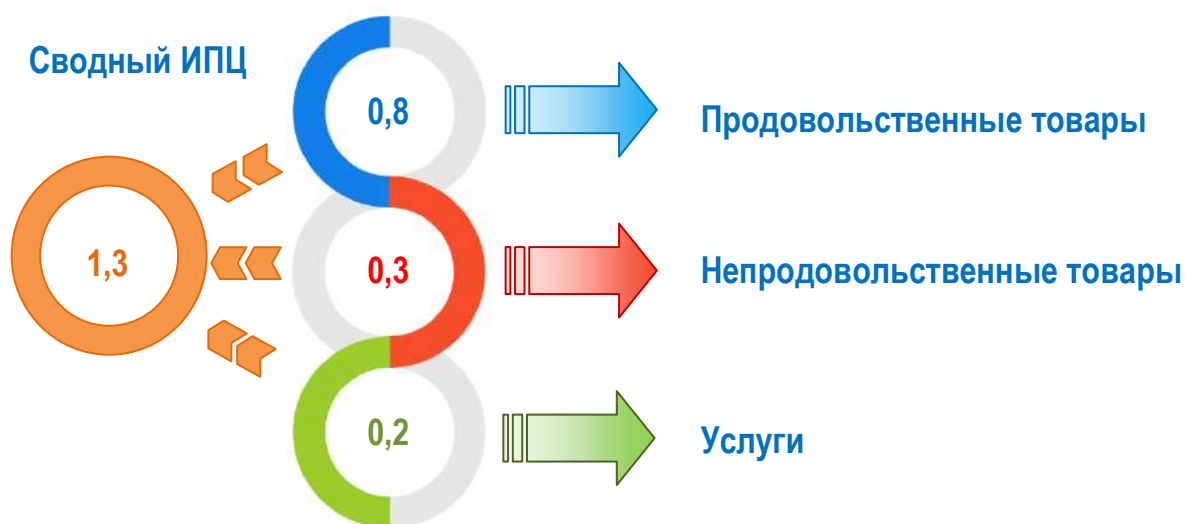 Сводный ИПЦ
1,3
0,8
Продовольственные товары
0,3
Непродовольственные товары
0,2
Услуги